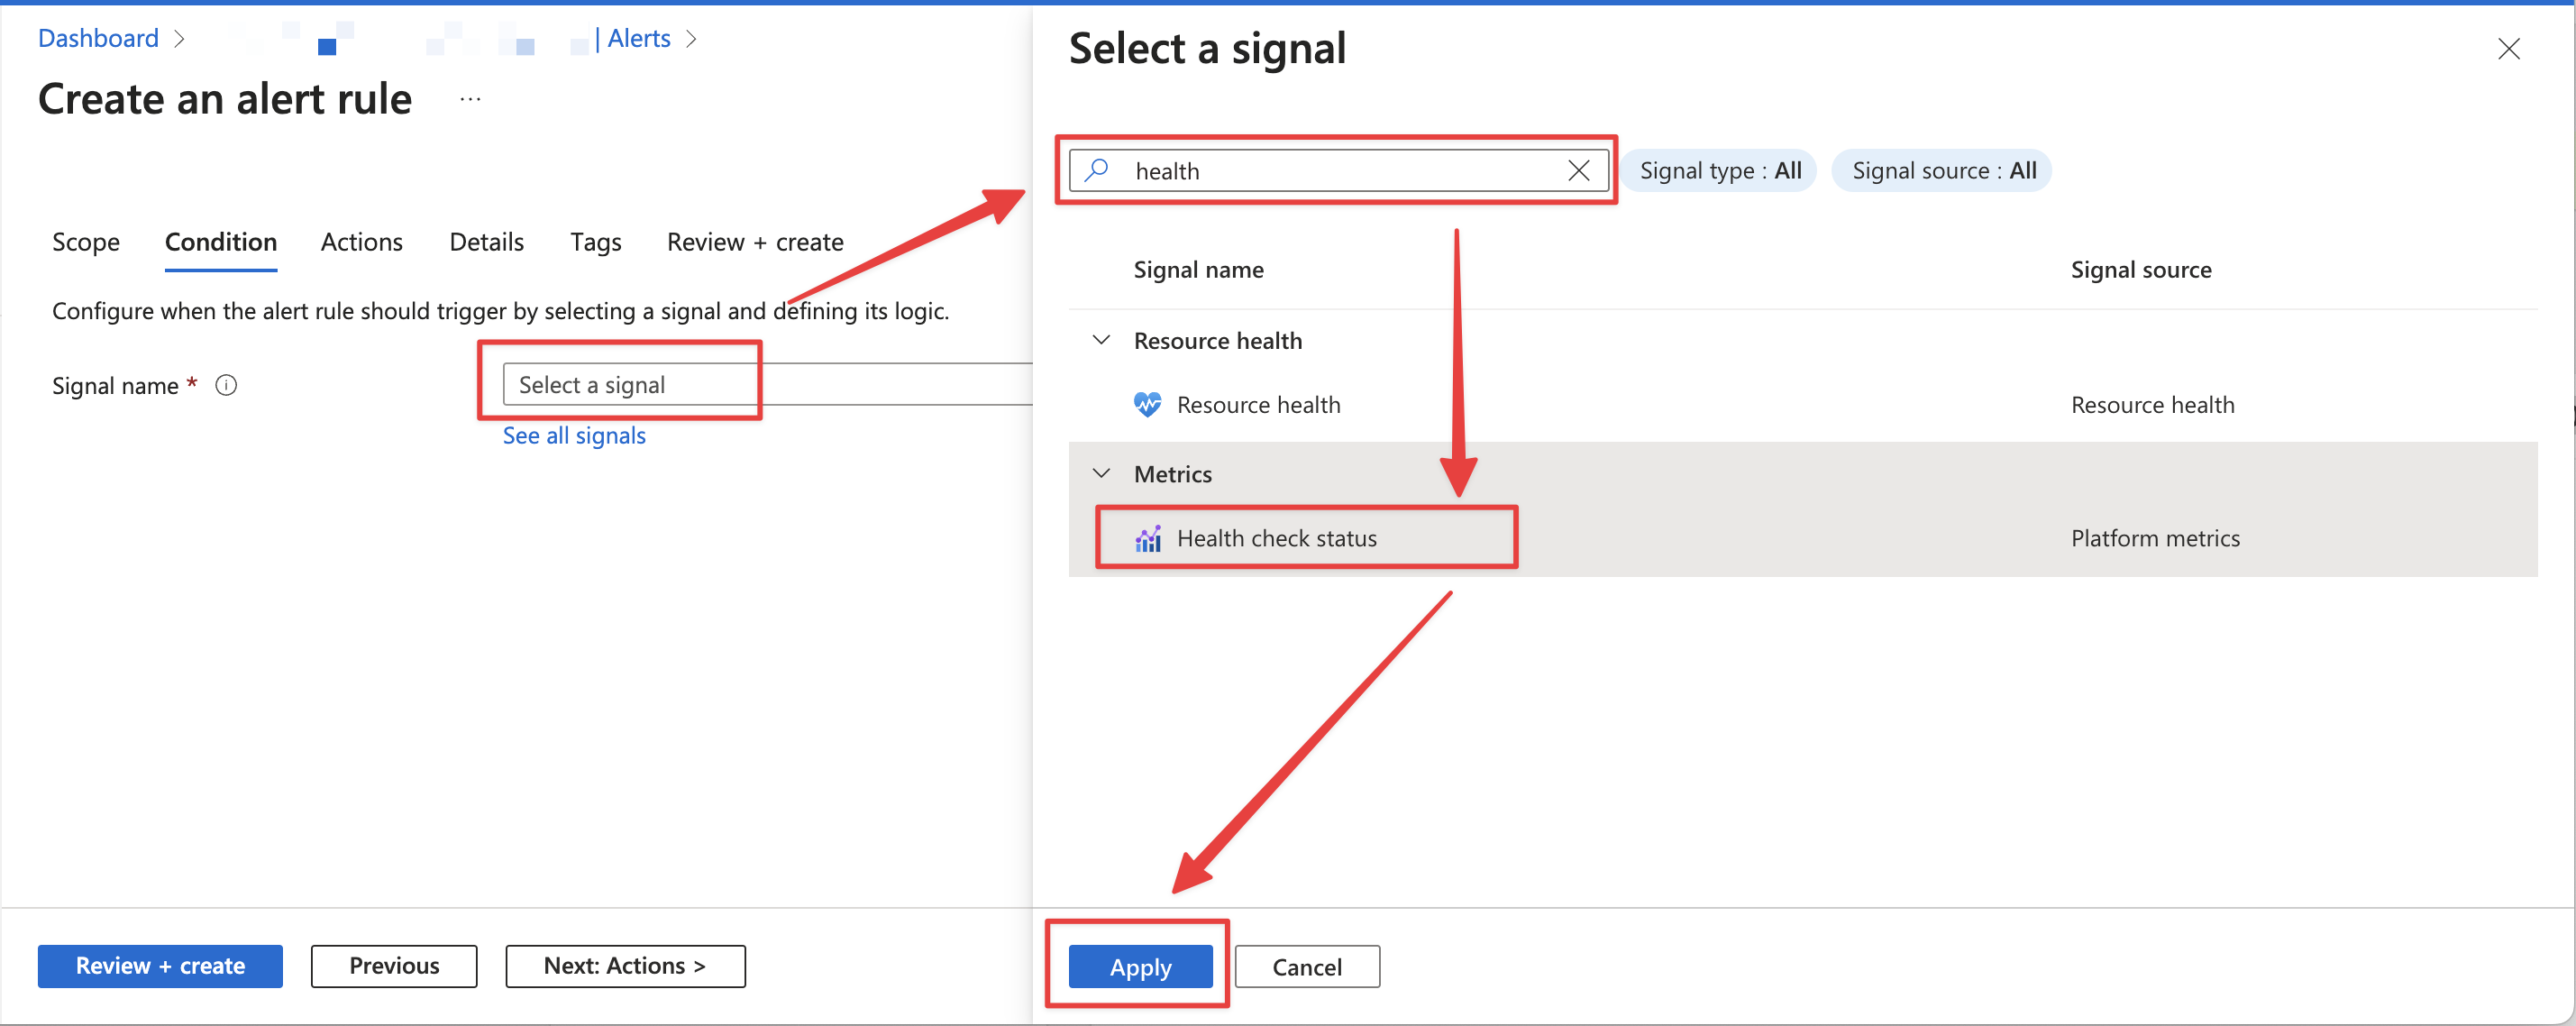 Dashboard > | Alerts >
Create an alert rule ...
Scope Condition Actions Details Tags Review + create
Configure when the alert rule should trigger by selecting a signal and defining its logic.
Signal name * Select a signal
See all signals
Review + create Previous Next: Actions >
Select a signal
health Signal type : All Signal source : All
Signal name Signal source
Resource health
Resource health Resource health
Metrics
Health check status Platform metrics
Apply Cancel